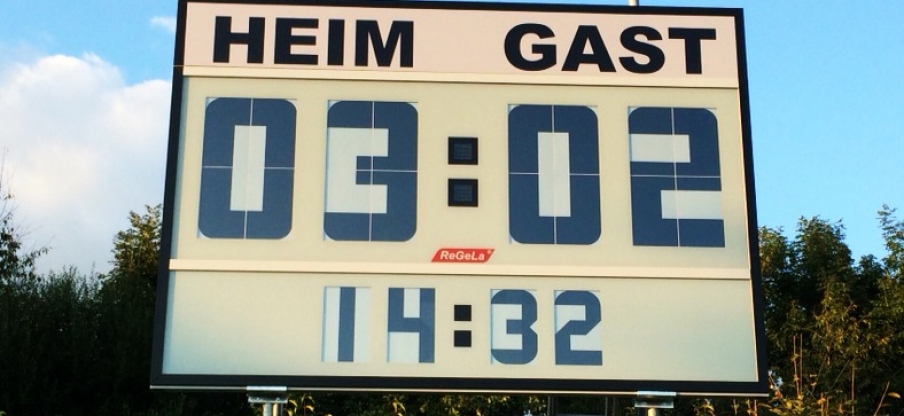 HEIM GAST
03:02
ReGeLa
14:32